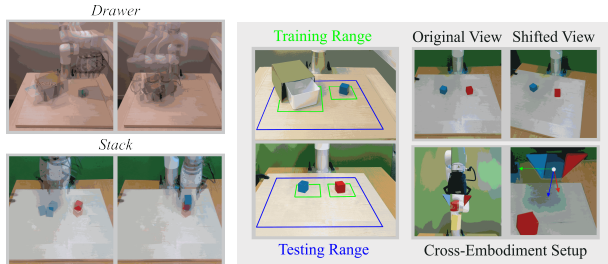 Drawer
Stack
Training Range
Testing Range
Original View
Shifted View
Cross-Embodiment Setup